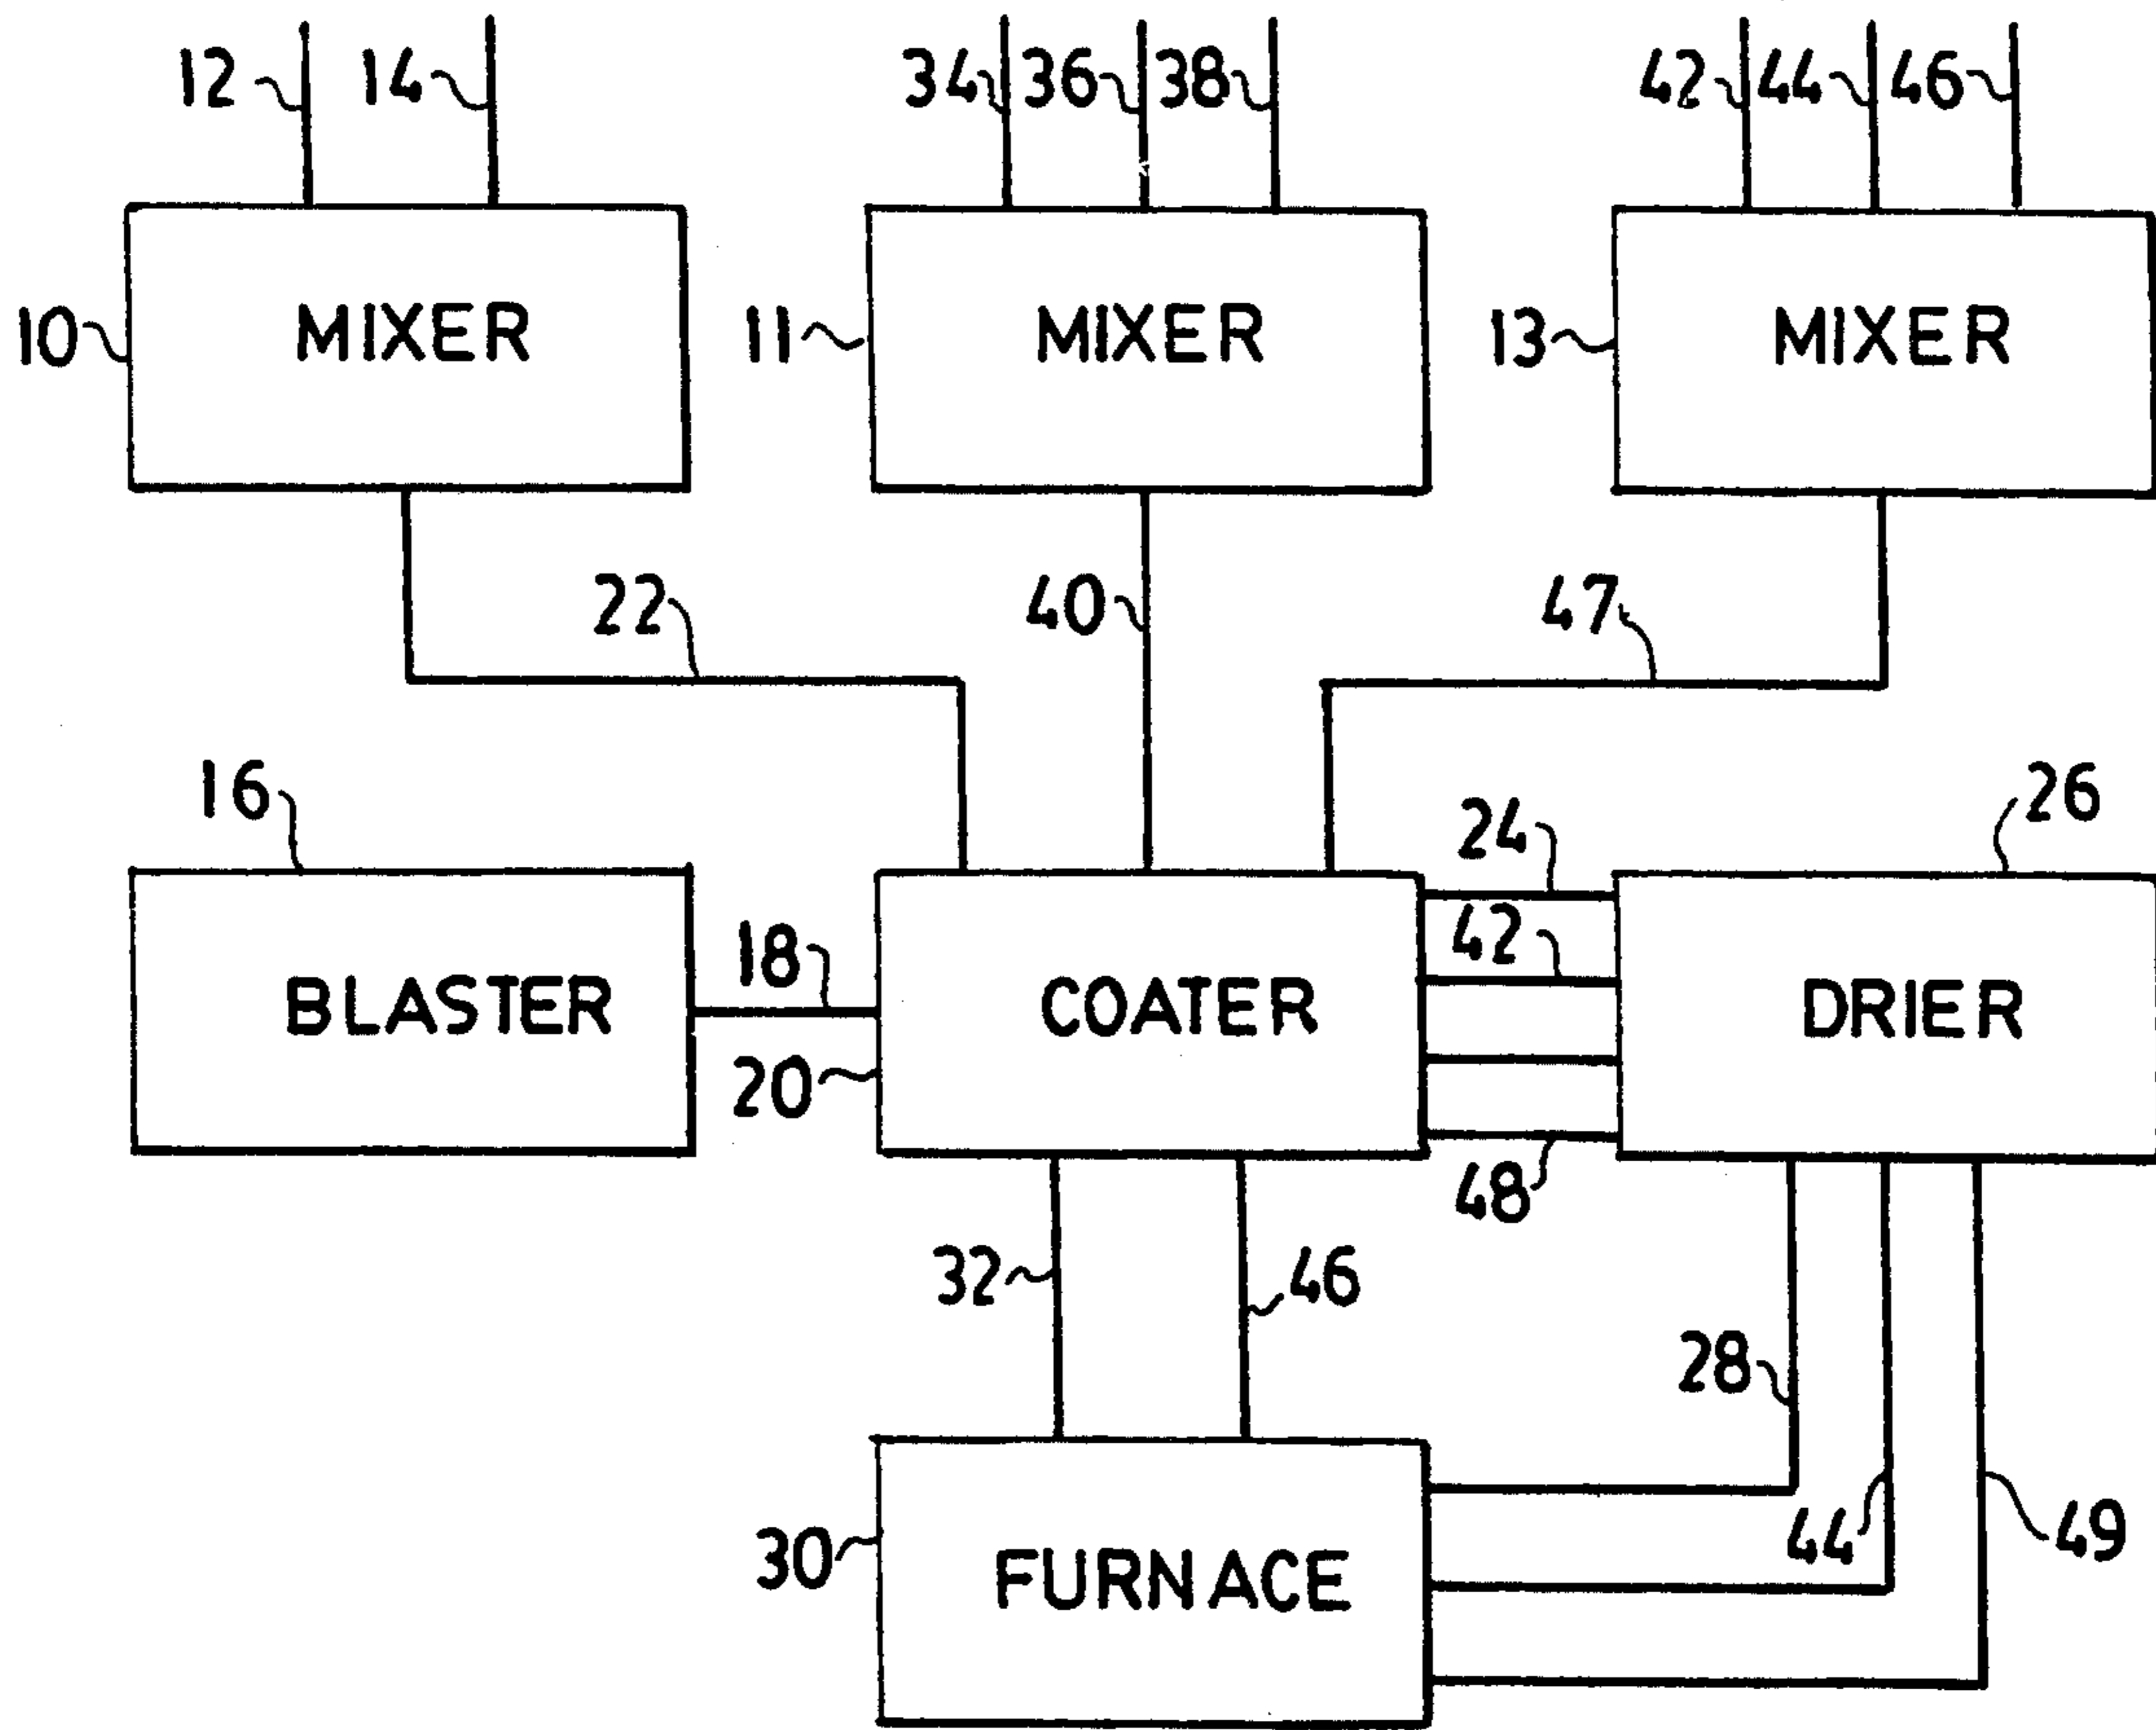 12 14 34 36 38 42 44 46
10 MIXER 11 MIXER 13 MIXER
22 40 47
16 24 26
42
BLASTER 18 COATER DRIER
20
48
32 46
28
30 FURNACE 44 49